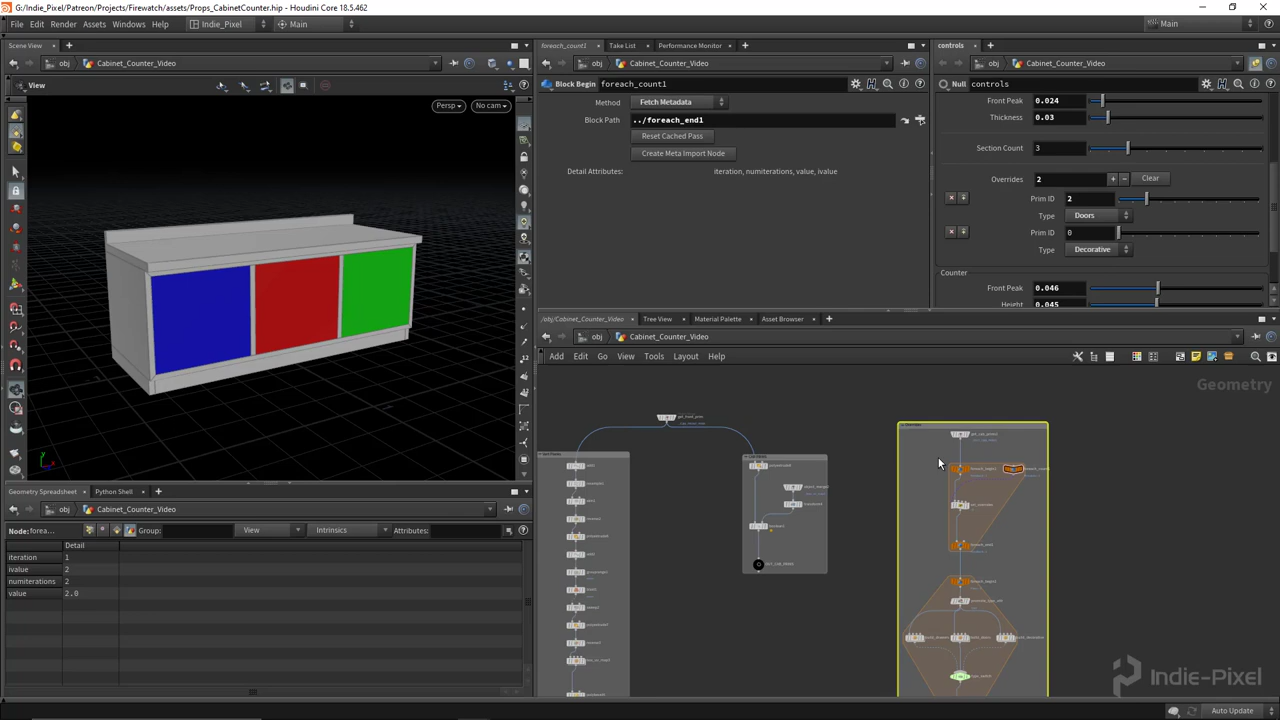 G:/Indie_Pixel/Patreon/Projects/Firewatch/assets/Props_CabinetCounter.hip - Houdini Core 18.5.462
File Edit Render Assets Windows Help Indie_Pixel Main Main
Scene View
obj Cabinet_Counter_Video
View
Persp No cam
Geometry Spreadsheet Python Shell
obj Cabinet_Counter_Video
Node: forea... Group: View Intrinsics Attributes:
Detail
iteration 1
ivalue 2
numiterations 2
value 2.0
foreach_count1 Take List Performance Monitor
obj Cabinet_Counter_Video
Block Begin foreach_count1
Method Fetch Metadata
Block Path ../foreach_end1
Reset Cached Pass
Create Meta Import Node
Detail Attributes: iteration, numiterations, value, ivalue
controls
obj Cabinet_Counter_Video
Null controls
Front Peak 0.024
Thickness 0.03
Section Count 3
Overrides 2 + − Clear
Prim ID 2
Type Doors
Prim ID 0
Type Decorative
Counter
Front Peak 0.046
Height 0.045
/obj/Cabinet_Counter_Video Tree View Material Palette Asset Browser
obj Cabinet_Counter_Video
Add Edit Go View Tools Layout Help
Geometry
Indie-Pixel
Auto Update